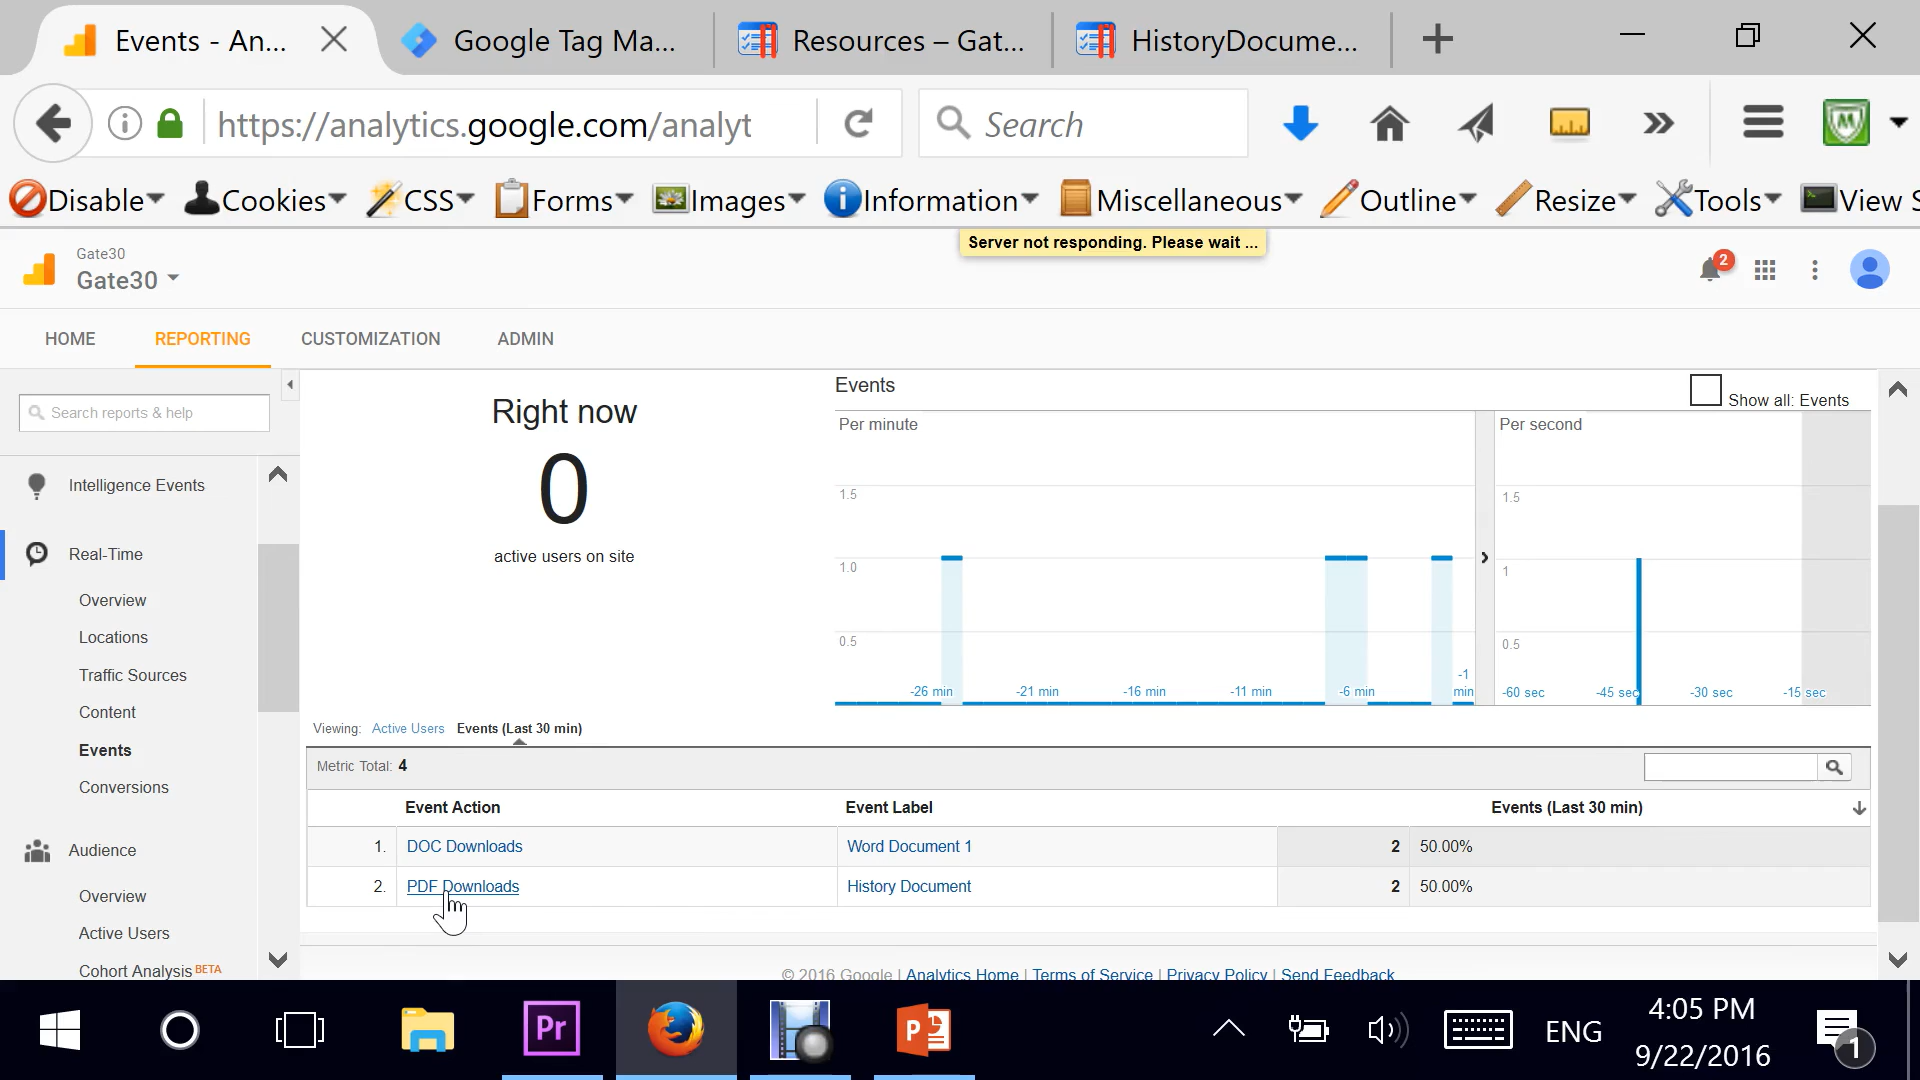 Events - An...
Google Tag Ma...
Resources – Gat...
HistoryDocume...
https://analytics.google.com/analyt
Search
Disable
Cookies
CSS
Forms
Images
Information
Miscellaneous
Outline
Resize
Tools
View S
Server not responding. Please wait ...
Gate30
Gate30
2
HOME
REPORTING
CUSTOMIZATION
ADMIN
Search reports & help
Intelligence Events
Real-Time
Overview
Locations
Traffic Sources
Content
Events
Conversions
Audience
Overview
Active Users
Cohort Analysis BETA
Right now
0
active users on site
Events
Show all: Events
Per minute
1.5
1.0
0.5
-26 min
-21 min
-16 min
-11 min
-6 min
-1
min
Per second
1.5
1
0.5
-60 sec
-45 sec
-30 sec
-15 sec
Viewing: Active Users Events (Last 30 min)
Metric Total: 4
Event Action Event Label Events (Last 30 min)
1. DOC Downloads Word Document 1 2 50.00%
2. PDF Downloads History Document 2 50.00%
© 2016 Google | Analytics Home | Terms of Service | Privacy Policy | Send Feedback
Pr
P
ENG
4:05 PM
9/22/2016
1